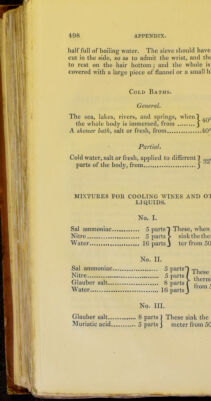 498 APPENDIX.
half full of boiling water. The sieve should have
cut in the side, so as to admit the wrist, and the
to rest on the hair bottom; and the whole is
covered with a large piece of flannel or a small b
COLD BATHS.
General.
The sea, lakes, rivers, and springs, when } 40°
the whole body is immersed, from ........
A shower bath, salt or fresh, from.............. 40°
Partial.
Cold water, salt or fresh, applied to different } 32°
parts of the body, from.....................
MIXTURES FOR COOLING WINES AND OT
LIQUIDS.
No. I.
Sal ammoniac............ 5 parts } These, when
Nitre ..................... 5 parts } sink the the
Water..................... 16 parts } ter from 50
No. II.
Sal ammoniac..................... 5 parts } These
Nitre.............................. 5 parts } therm
Glauber salt....................... 8 parts } from 5
Water.............................. 16 parts }
No. III.
Glauber salt............ 8 parts } These sink the
Muriatic acid............ 5 parts } meter from 50